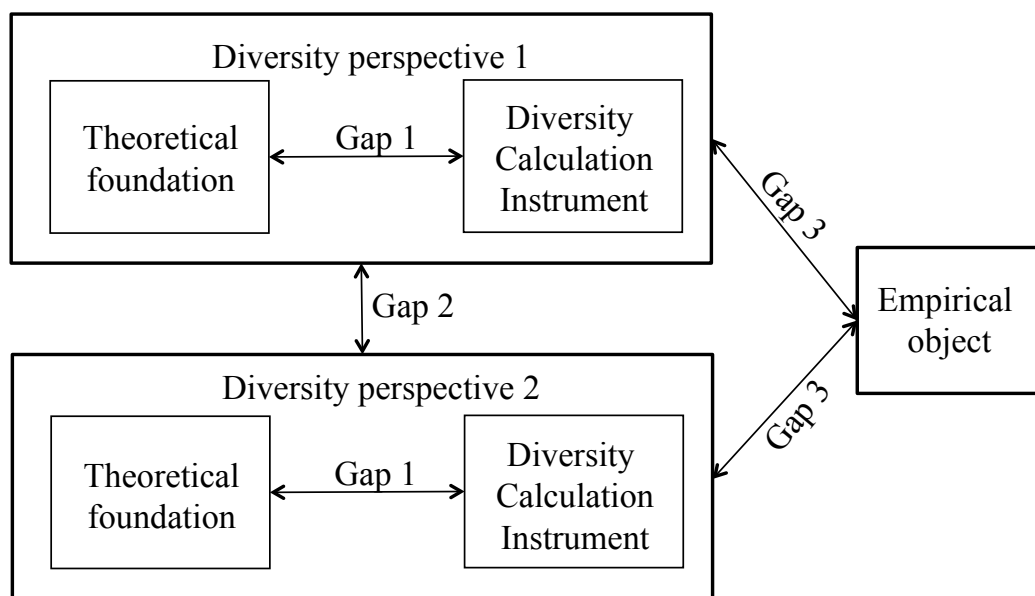 Diversity perspective 1
Theoretical
foundation
Gap 1
Diversity
Calculation
Instrument
Gap 3
Gap 2
Empirical
object
Diversity perspective 2
Theoretical
foundation
Gap 1
Diversity
Calculation
Instrument
Gap 3